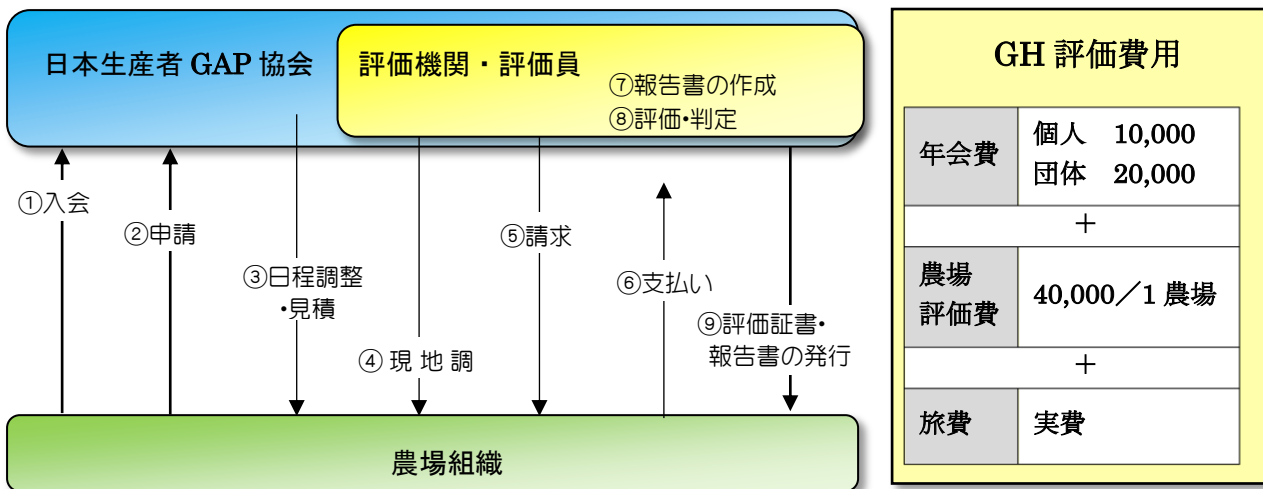 日本生産者 GAP 協会
評価機関・評価員
⑦報告書の作成
⑧評価・判定
①入会
②申請
③日程調整
・見積
④ 現 地 調
⑤請求
⑥支払い
⑨評価証書・
報告書の発行
農場組織
GH 評価費用
年会費
個人 10,000
団体 20,000
+
農場
評価費
40,000／1 農場
+
旅費
実費